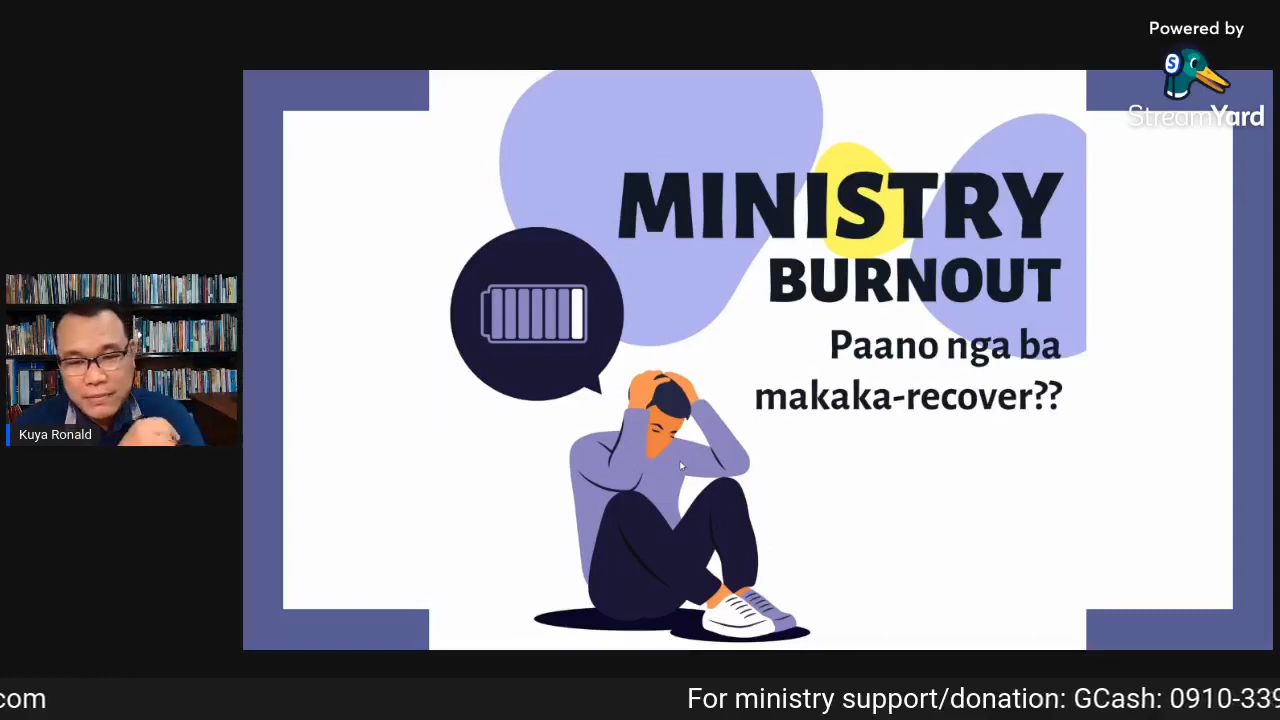 Powered by
StreamYard
MINISTRY
BURNOUT
Paano nga ba
makaka-recover??
Kuya Ronald
com
For ministry support/donation: GCash: 0910-339